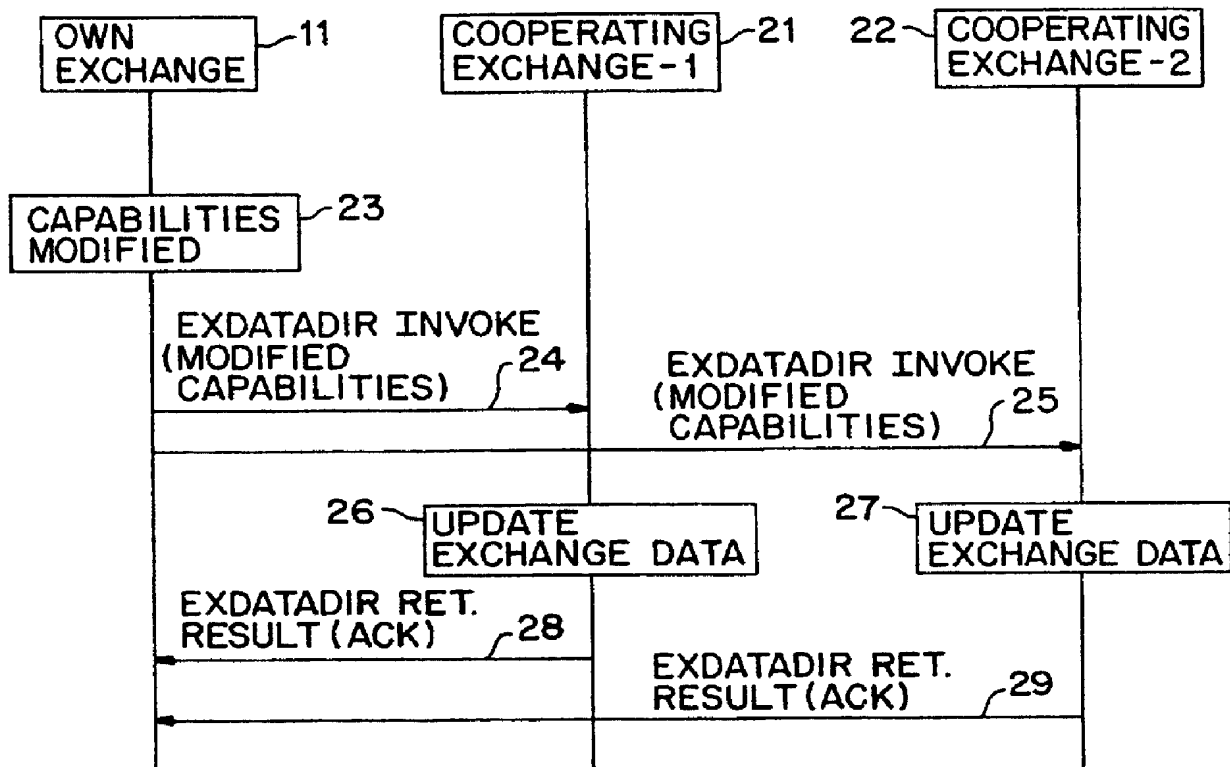 OWN
EXCHANGE
11
COOPERATING
EXCHANGE-1
21
22
COOPERATING
EXCHANGE-2
CAPABILITIES
MODIFIED
23
EXDATADIR INVOKE
(MODIFIED
CAPABILITIES)
24
EXDATADIR INVOKE
(MODIFIED
CAPABILITIES)
25
26
UPDATE
EXCHANGE DATA
27
UPDATE
EXCHANGE DATA
EXDATADIR RET.
RESULT (ACK)
28
EXDATADIR RET.
RESULT (ACK)
29